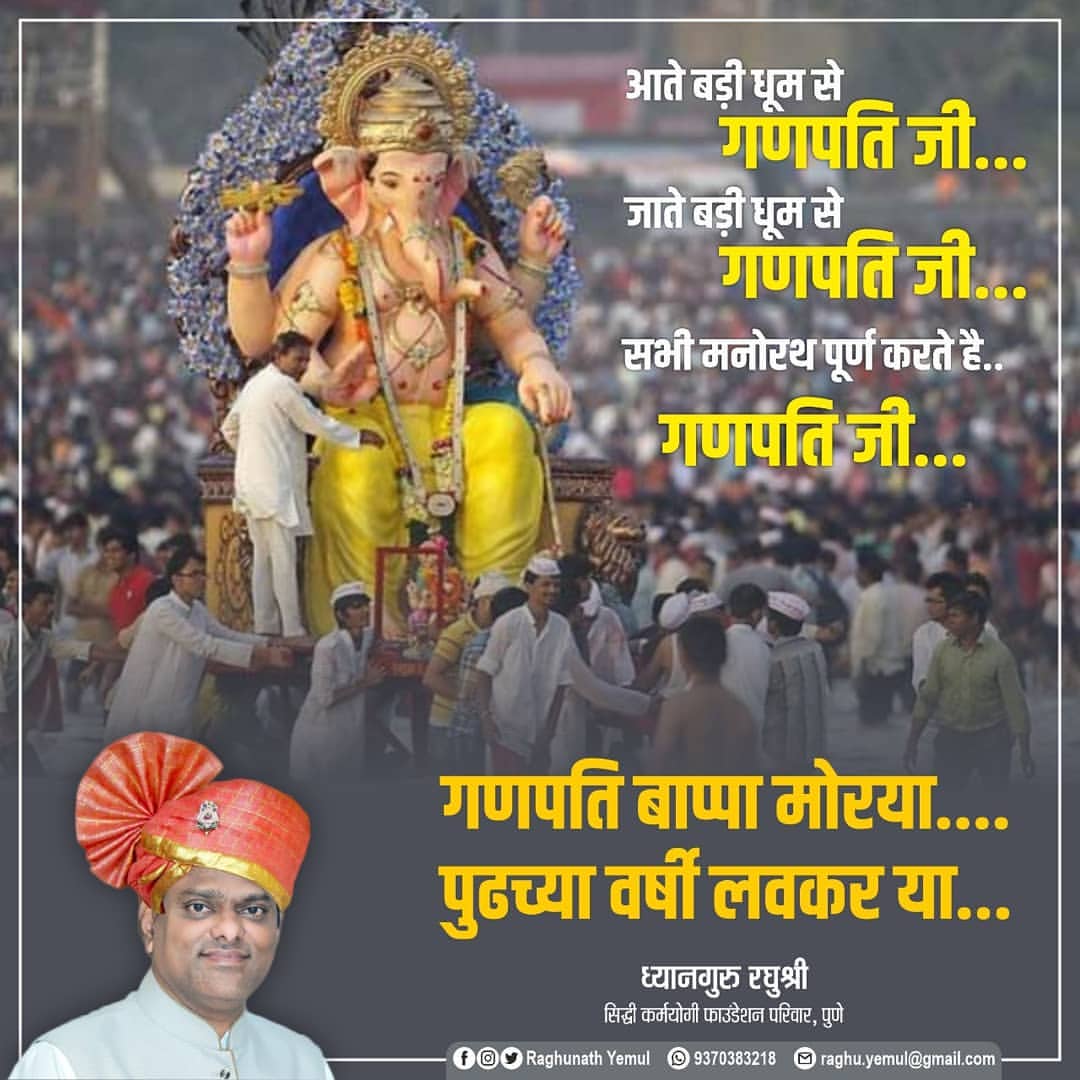 आते बड़ी धूम से
गणपति जी...
जाते बड़ी धूम से
गणपति जी...
सभी मनोरथ पूर्ण करते है..
गणपति जी...
गणपति बाप्पा मोरया....
पुढच्या वर्षी लवकर या...
ध्यानगुरु रघुश्री
सिद्धी कर्मयोगी फाउंडेशन परिवार, पुणे
Raghunath Yemul 9370383218 raghu.yemul@gmail.com